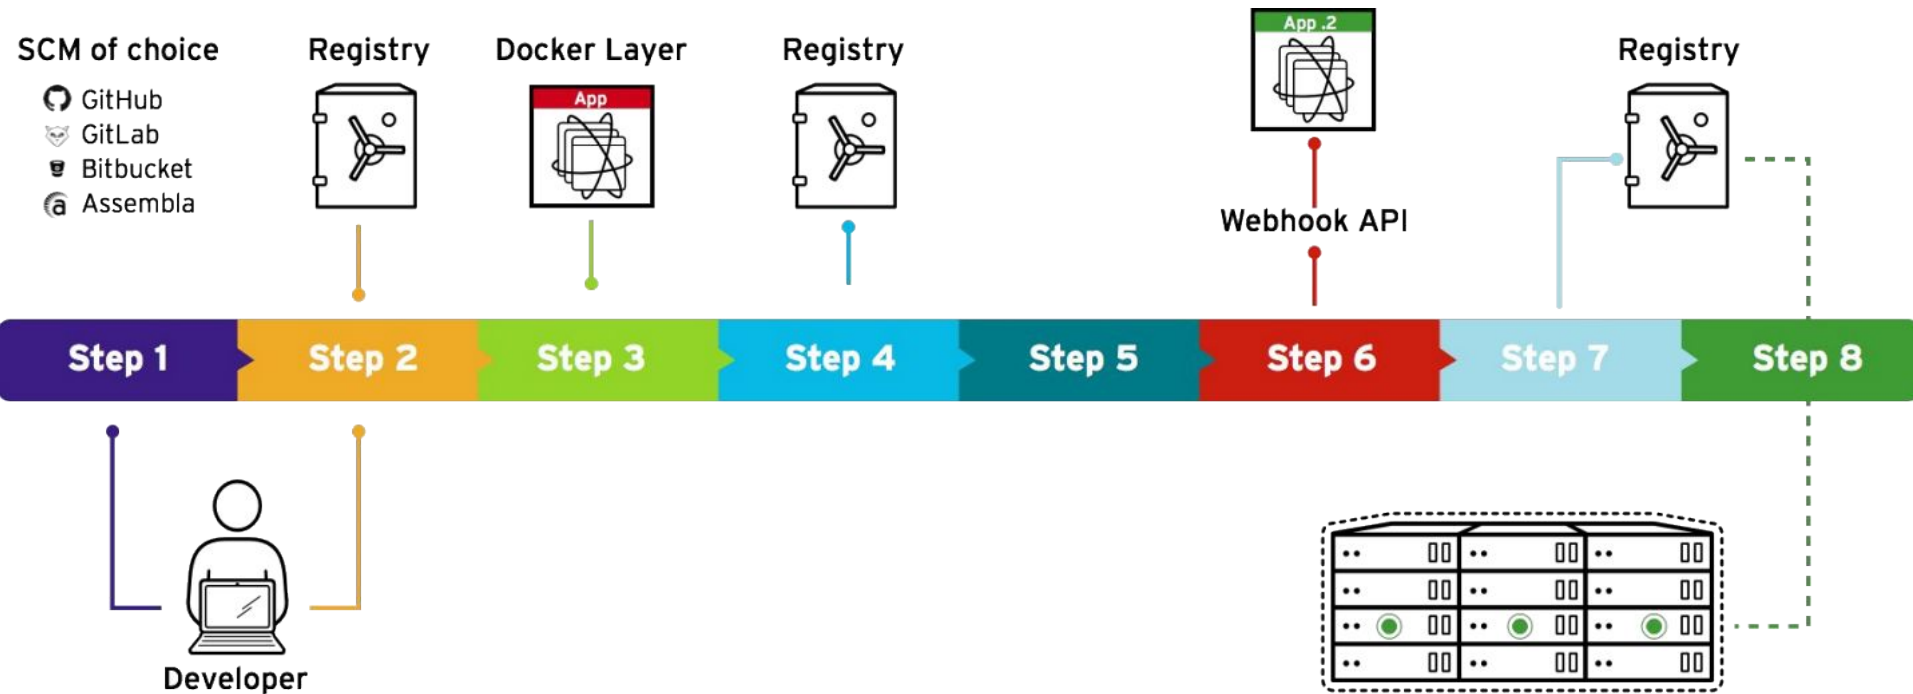 SCM of choice
GitHub
GitLab
Bitbucket
Assembla
Registry
Docker Layer
App
Registry
App .2
Webhook API
Registry
Step 1
Step 2
Step 3
Step 4
Step 5
Step 6
Step 7
Step 8
Developer